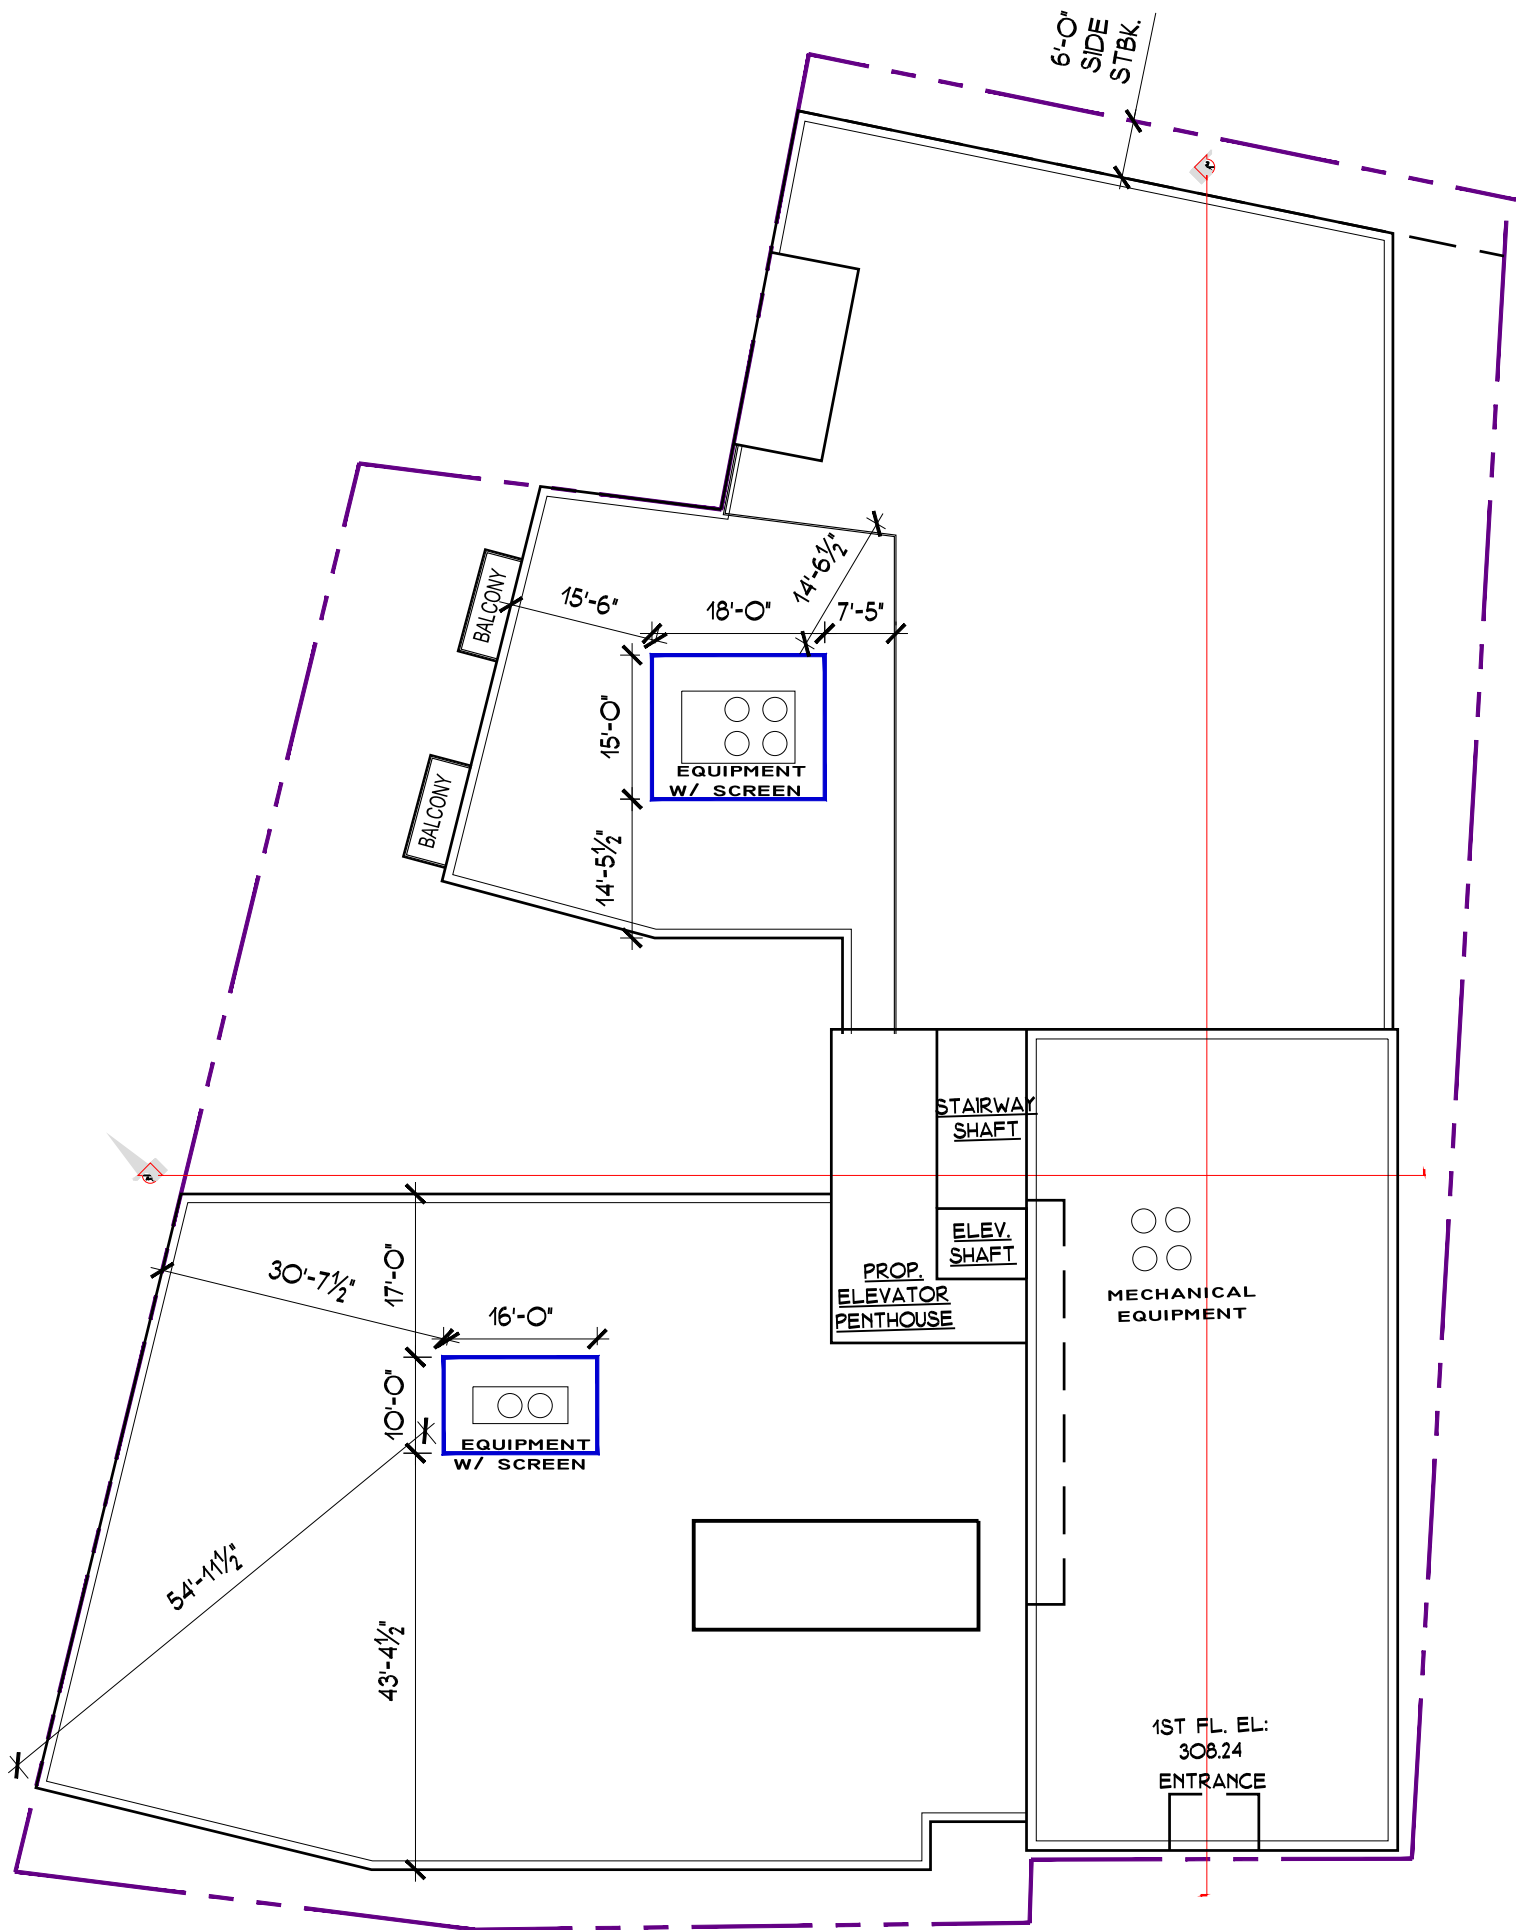 6'-0"
SIDE
STBK.
BALCONY
15'-6"
18'-0"
14'-6½"
7'-5"
15'-0"
EQUIPMENT
W/ SCREEN
BALCONY
14'-5½"
STAIRWAY
SHAFT
ELEV.
SHAFT
PROP.
ELEVATOR
PENTHOUSE
MECHANICAL
EQUIPMENT
30'-7½"
17'-0"
16'-0"
10'-0"
EQUIPMENT
W/ SCREEN
54'-11½"
43'-4½"
1ST FL. EL:
308.24
ENTRANCE